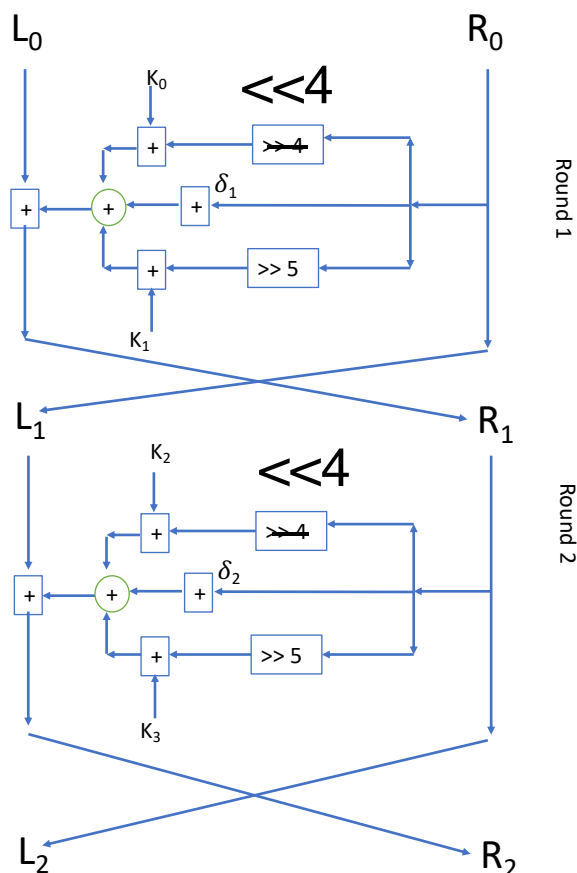 L₀ R₀
K₀ <<4
+ >> 4
δ₁
+ + +
+ >> 5
K₁
Round 1
L₁ R₁
K₂ <<4
+ >> 4
δ₂
+ + +
+ >> 5
K₃
Round 2
L₂ R₂